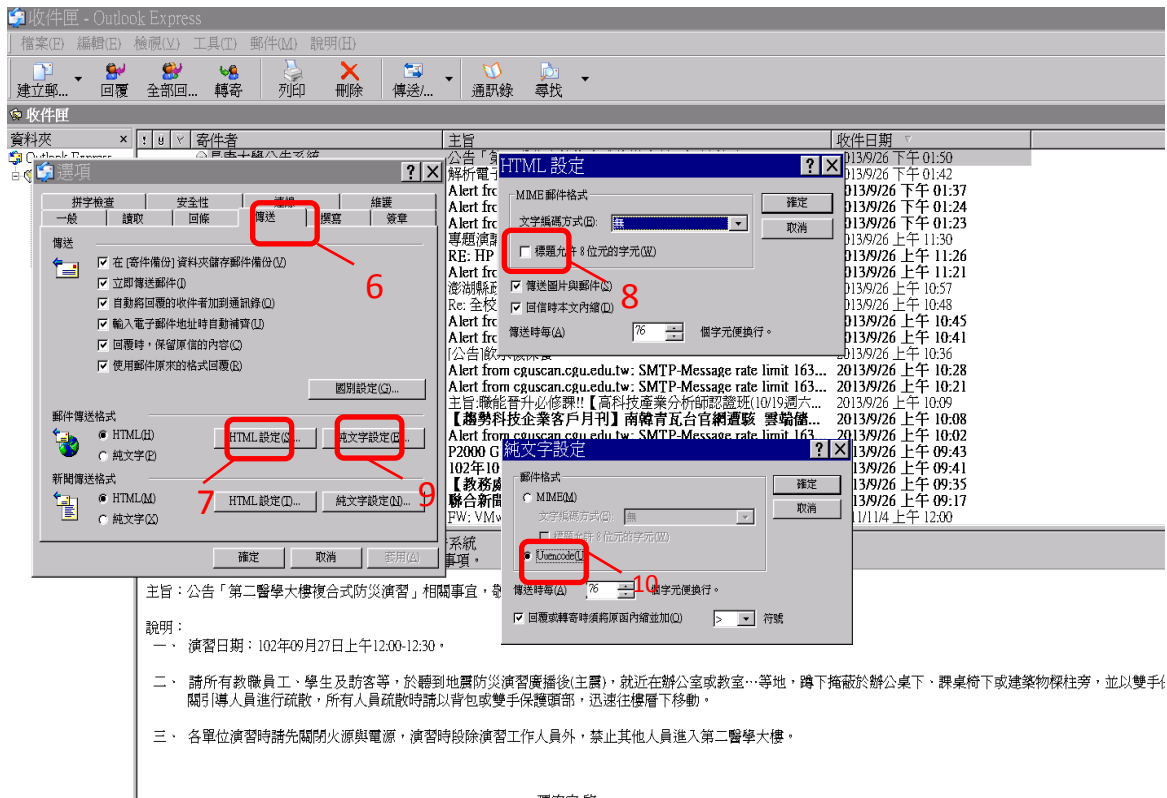 收件匣 - Outlook Express
檔案(F) 編輯(E) 檢視(V) 工具(T) 郵件(M) 說明(H)
建立郵... 回覆 全部回... 轉寄 列印 刪除 傳送/... 通訊錄 尋找
收件匣
資料夾 × ! 寄件者 主旨 收件日期
公告「第 2013/9/26 下午 01:50
解析電子 2013/9/26 下午 01:42
Alert fro 2013/9/26 下午 01:37
Alert fro 2013/9/26 下午 01:24
Alert fro 2013/9/26 下午 01:23
專題演講 2013/9/26 上午 11:30
RE: HP 2013/9/26 上午 11:26
Alert fro 2013/9/26 上午 11:21
澎湖縣政 2013/9/26 上午 10:57
Re: 全校 2013/9/26 上午 10:48
Alert fro 2013/9/26 上午 10:45
Alert fro 2013/9/26 上午 10:41
2013/9/26 上午 10:36
Alert from cguscan.cgu.edu.tw: SMTP-Message rate limit 163... 2013/9/26 上午 10:28
Alert from cguscan.cgu.edu.tw: SMTP-Message rate limit 163... 2013/9/26 上午 10:21
主旨:職能晉升必修課!!【高科技產業分析師認證班(10/19週六... 2013/9/26 上午 10:09
【趨勢科技企業客戶月刊】南韓青瓦台官網遭駭 雲端儲... 2013/9/26 上午 10:08
Alert from cguscan.cgu.edu.tw: SMTP-Message rate limit 163... 2013/9/26 上午 10:02
P2000 G 2013/9/26 上午 09:43
102年10 2013/9/26 上午 09:41
【教務處 2013/9/26 上午 09:35
聯合新聞 2013/9/26 上午 09:17
FW: VMw 11/11/4 上午 12:00
選項
拼字檢查 安全性 連線 維護
一般 讀取 回條 傳送 撰寫 簽章
傳送
在 [寄件備份] 資料夾儲存郵件備份(V)
立即傳送郵件(I)
自動將回覆的收件者加到通訊錄(O)
輸入電子郵件地址時自動補齊(U)
回覆時，保留原信的內容(C)
使用郵件原來的格式回覆(R)
國別設定(G)...
郵件傳送格式
HTML(H) HTML 設定(S)... 純文字設定(E)...
純文字(P)
新聞傳送格式
HTML(M) HTML 設定(T)... 純文字設定(N)...
純文字(X)
確定 取消 套用(A)
6
7
9
HTML 設定
MIME 郵件格式
文字編碼方式(E): 無
標題允許 8 位元的字元(W)
確定
取消
傳送圖片與郵件(S)
回信時本文內縮(D)
傳送時每(A) 76 個字元便換行。
8
純文字設定
郵件格式
MIME(M)
文字編碼方式(E): 無
標題允許 8 位元的字元(W)
Uuencode(U)
確定
取消
傳送時每(A) 76 個字元便換行。
回覆或轉寄時須將原函內縮並加(O) > 符號
10
系統
事項。
主旨：公告「第二醫學大樓複合式防災演習」相關事宜，敬
說明：
一、 演習日期：102年09月27日上午12:00-12:30。
二、 請所有教職員工、學生及訪客等，於聽到地震防災演習廣播後(主震)，就近在辦公室或教室…等地，蹲下掩蔽於辦公桌下、課桌椅下或建築物樑柱旁，並以雙手
關引導人員進行疏散，所有人員疏散時請以背包或雙手保護頭部，迅速往樓層下移動。
三、 各單位演習時請先關閉火源與電源，演習時段除演習工作人員外，禁止其他人員進入第二醫學大樓。